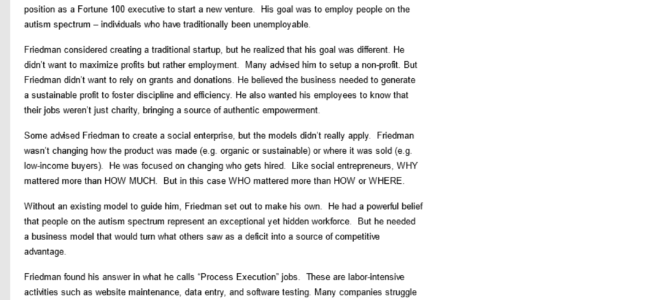 position as a Fortune 100 executive to start a new venture.  His goal was to employ people on the
autism spectrum – individuals who have traditionally been unemployable.
Friedman considered creating a traditional startup, but he realized that his goal was different. He
didn't want to maximize profits but rather employment.  Many advised him to setup a non-profit. But
Friedman didn't want to rely on grants and donations. He believed the business needed to generate
a sustainable profit to foster discipline and efficiency. He also wanted his employees to know that
their jobs weren't just charity, bringing a source of authentic empowerment.
Some advised Friedman to create a social enterprise, but the models didn't really apply.  Friedman
wasn't changing how the product was made (e.g. organic or sustainable) or where it was sold (e.g.
low-income buyers).  He was focused on changing who gets hired.  Like social entrepreneurs, WHY
mattered more than HOW MUCH.  But in this case WHO mattered more than HOW or WHERE.
Without an existing model to guide him, Friedman set out to make his own.  He had a powerful belief
that people on the autism spectrum represent an exceptional yet hidden workforce.  But he needed
a business model that would turn what others saw as a deficit into a source of competitive
advantage.
Friedman found his answer in what he calls “Process Execution” jobs.  These are labor-intensive
activities such as website maintenance, data entry, and software testing. Many companies struggle